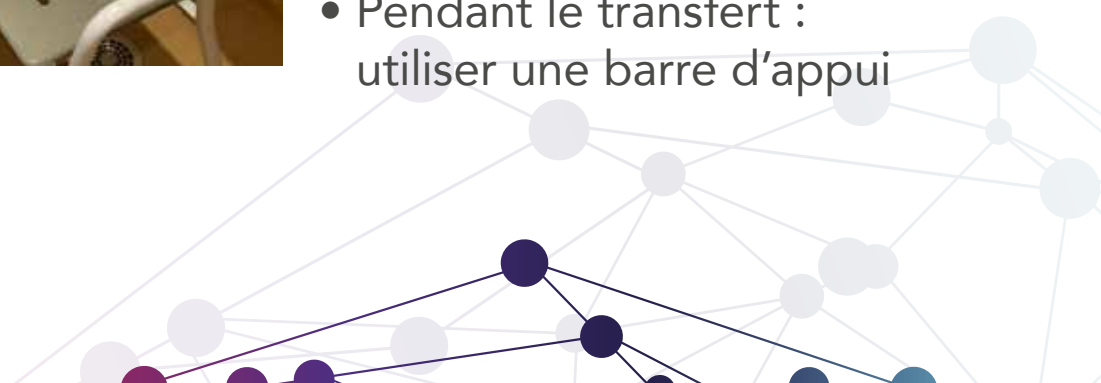 • Pendant le transfert :
utiliser une barre d’appui